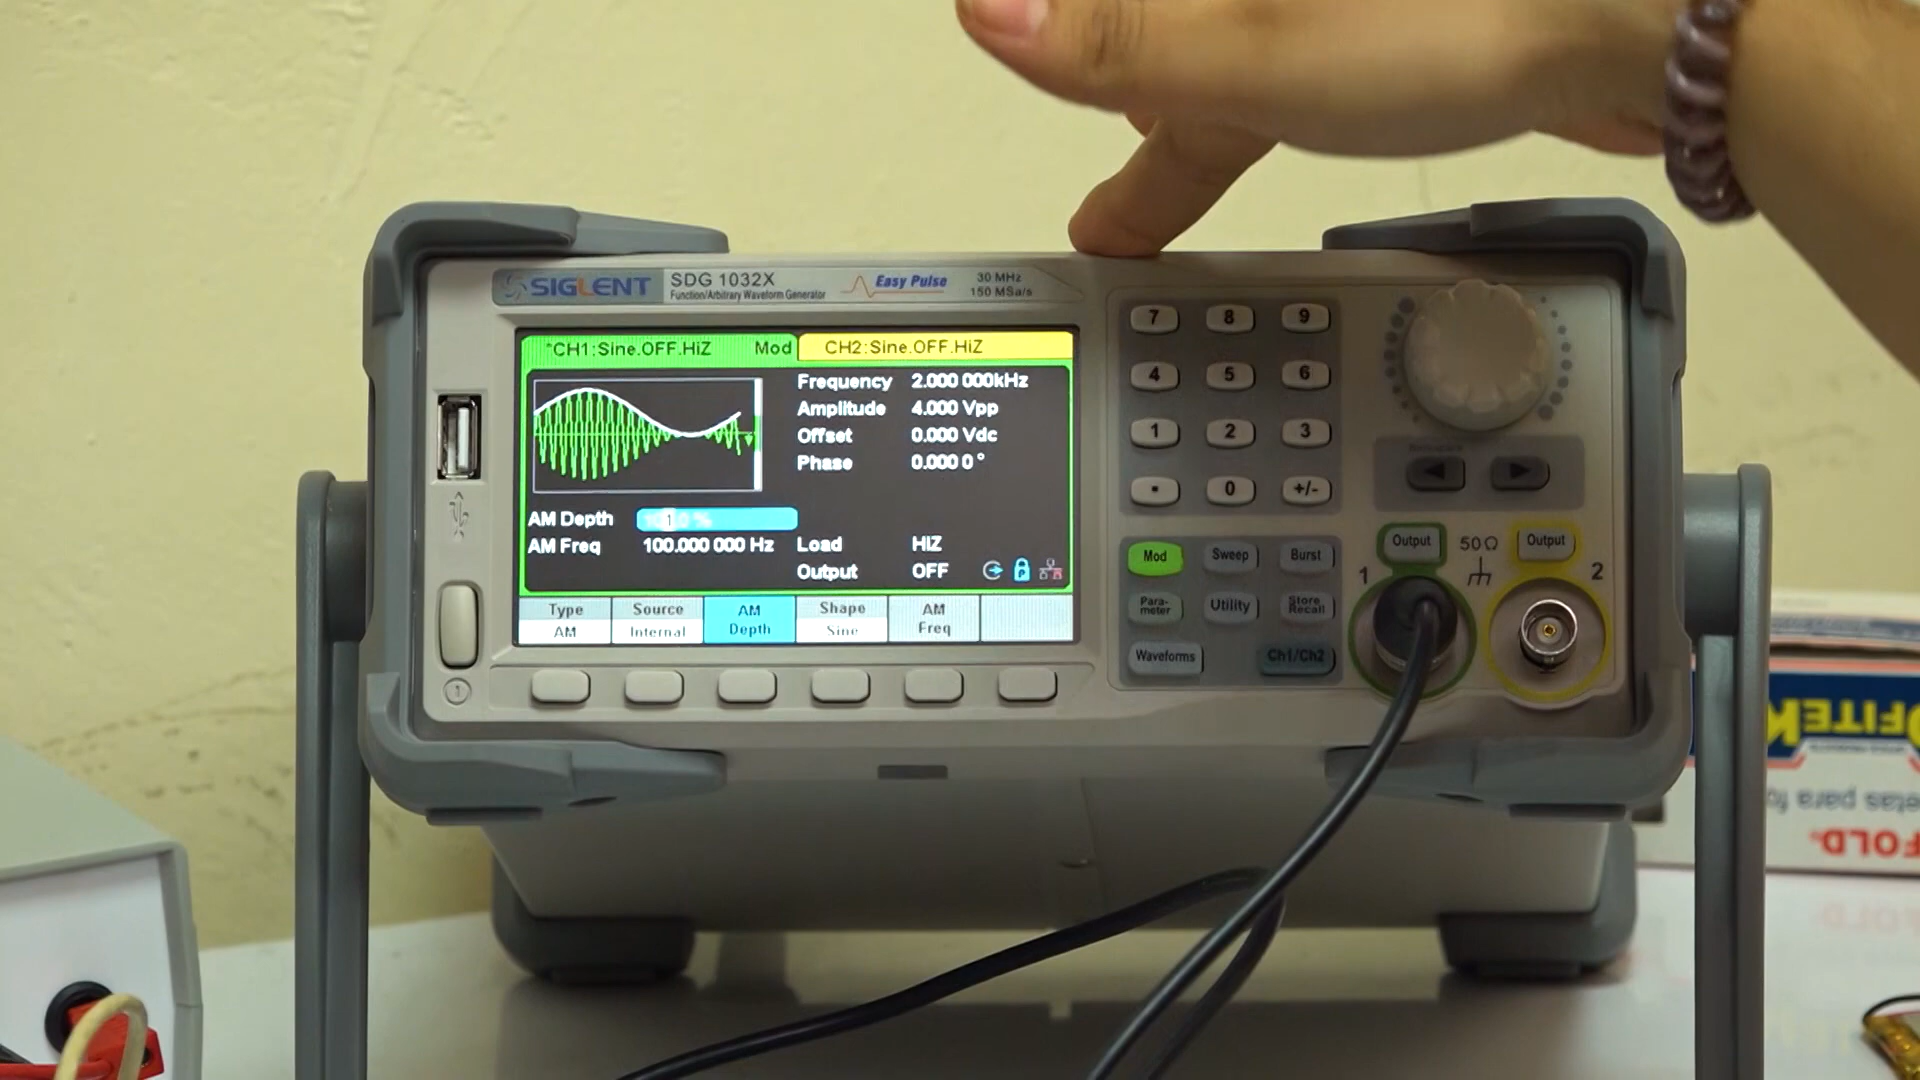 SIGLENT
SDG 1032X
Function/Arbitrary Waveform Generator
Easy Pulse
30 MHz
150 MSa/s
*CH1:Sine.OFF.HiZ Mod
CH2:Sine.OFF.HiZ
Frequency 2.000 000kHz
Amplitude 4.000 Vpp
Offset 0.000 Vdc
Phase 0.000 0 °
AM Depth
AM Freq 100.000 000 Hz
Load HiZ
Output OFF
Type
AM
Source
Internal
AM
Depth
Shape
Sine
AM
Freq
7 8 9
4 5 6
1 2 3
. 0 +/-
Mod Sweep Burst
Para-
meter
Utility
Store
Recall
Waveforms Ch1/Ch2
Output 50Ω Output
1 2
OFITEK
etas para fo
FOLD